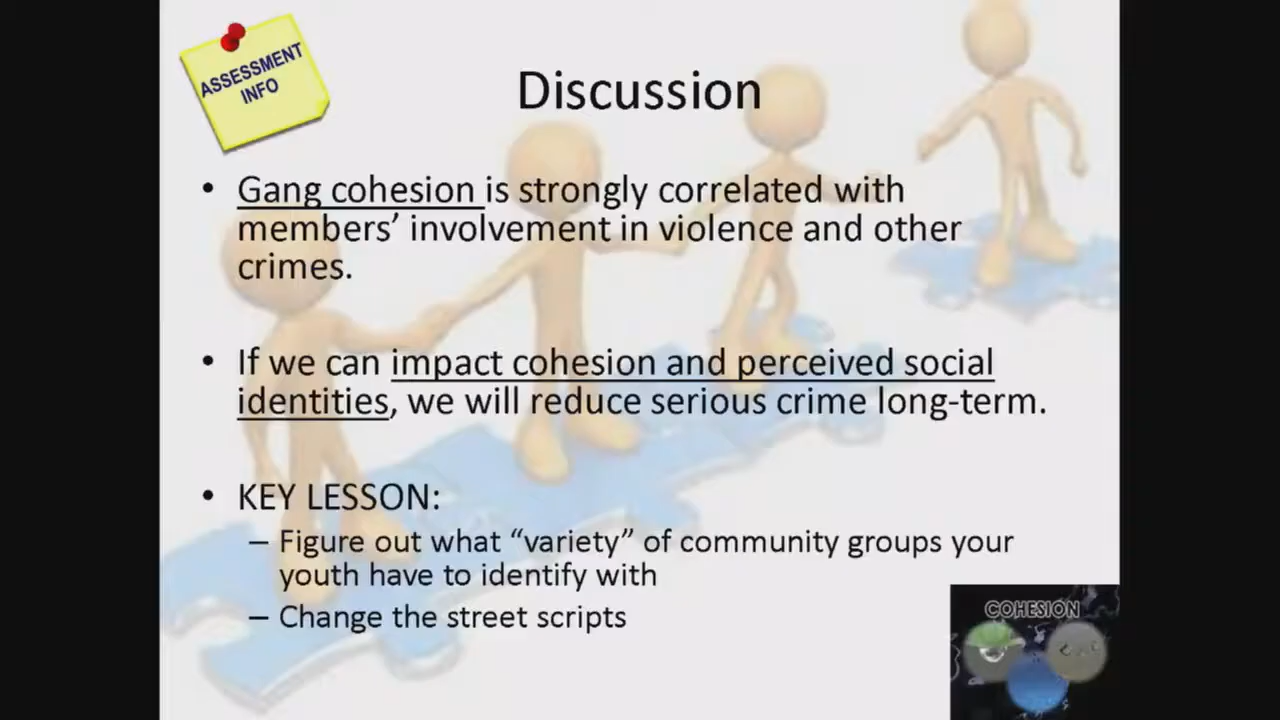 ASSESSMENT
INFO
Discussion
• Gang cohesion is strongly correlated with
members’ involvement in violence and other
crimes.
• If we can impact cohesion and perceived social
identities, we will reduce serious crime long-term.
• KEY LESSON:
– Figure out what “variety” of community groups your
youth have to identify with
– Change the street scripts
COHESION